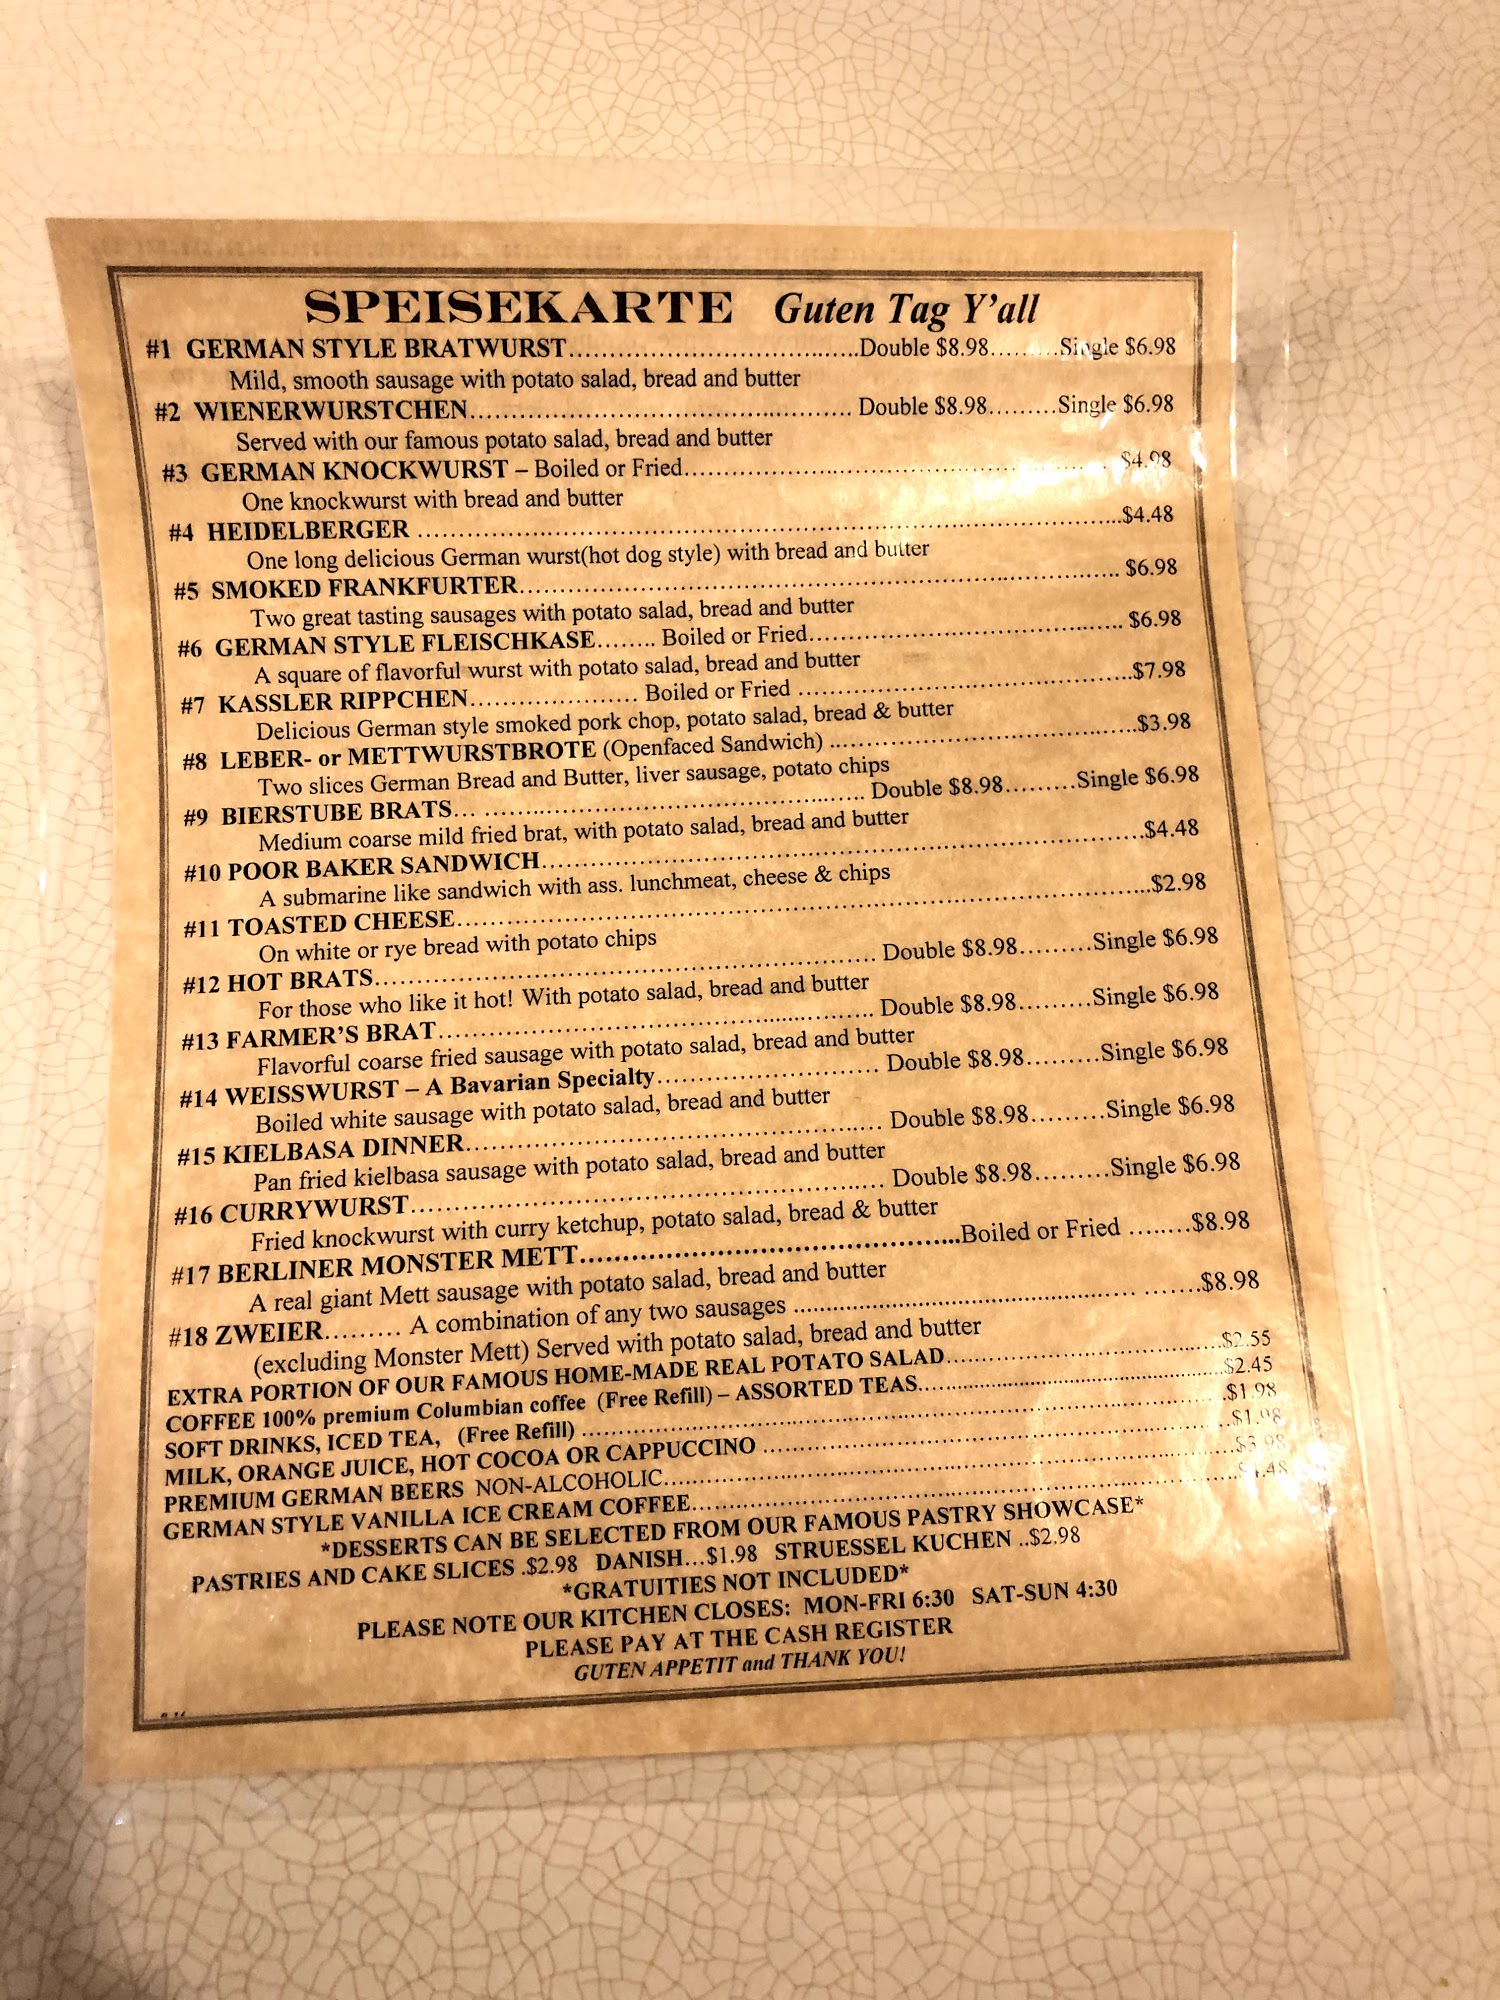 SPEISEKARTE Guten Tag Y'all
#1 GERMAN STYLE BRATWURST..........Double $8.98.........Single $6.98
Mild, smooth sausage with potato salad, bread and butter
#2 WIENERWURSTCHEN.......... Double $8.98.........Single $6.98
Served with our famous potato salad, bread and butter
#3 GERMAN KNOCKWURST – Boiled or Fried.......... $4.98
One knockwurst with bread and butter
#4 HEIDELBERGER ..........$4.48
One long delicious German wurst(hot dog style) with bread and butter
#5 SMOKED FRANKFURTER.......... $6.98
Two great tasting sausages with potato salad, bread and butter
#6 GERMAN STYLE FLEISCHKASE........ Boiled or Fried.......... $6.98
A square of flavorful wurst with potato salad, bread and butter
#7 KASSLER RIPPCHEN.......... Boiled or Fried ..........$7.98
Delicious German style smoked pork chop, potato salad, bread & butter
#8 LEBER- or METTWURSTBROTE (Openfaced Sandwich) ..........$3.98
Two slices German Bread and Butter, liver sausage, potato chips
#9 BIERSTUBE BRATS... .......... Double $8.98.........Single $6.98
Medium coarse mild fried brat, with potato salad, bread and butter
#10 POOR BAKER SANDWICH..........$4.48
A submarine like sandwich with ass. lunchmeat, cheese & chips
#11 TOASTED CHEESE..........$2.98
On white or rye bread with potato chips
#12 HOT BRATS.......... Double $8.98.........Single $6.98
For those who like it hot! With potato salad, bread and butter
#13 FARMER'S BRAT.......... Double $8.98.........Single $6.98
Flavorful coarse fried sausage with potato salad, bread and butter
#14 WEISSWURST – A Bavarian Specialty.......... Double $8.98.........Single $6.98
Boiled white sausage with potato salad, bread and butter
#15 KIELBASA DINNER.......... Double $8.98.........Single $6.98
Pan fried kielbasa sausage with potato salad, bread and butter
#16 CURRYWURST.......... Double $8.98.........Single $6.98
Fried knockwurst with curry ketchup, potato salad, bread & butter
#17 BERLINER MONSTER METT..........Boiled or Fried ........$8.98
A real giant Mett sausage with potato salad, bread and butter
#18 ZWEIER......... A combination of any two sausages .......... .......$8.98
(excluding Monster Mett) Served with potato salad, bread and butter
EXTRA PORTION OF OUR FAMOUS HOME-MADE REAL POTATO SALAD..........$2.55
COFFEE 100% premium Columbian coffee (Free Refill) – ASSORTED TEAS..........$2.45
SOFT DRINKS, ICED TEA, (Free Refill) ..........$1.98
MILK, ORANGE JUICE, HOT COCOA OR CAPPUCCINO ..........$1.98
PREMIUM GERMAN BEERS NON-ALCOHOLIC..........$3.98
GERMAN STYLE VANILLA ICE CREAM COFFEE..........
*DESSERTS CAN BE SELECTED FROM OUR FAMOUS PASTRY SHOWCASE*
PASTRIES AND CAKE SLICES .$2.98 DANISH...$1.98 STRUESSEL KUCHEN ..$2.98
*GRATUITIES NOT INCLUDED*
PLEASE NOTE OUR KITCHEN CLOSES: MON-FRI 6:30 SAT-SUN 4:30
PLEASE PAY AT THE CASH REGISTER
GUTEN APPETIT and THANK YOU!